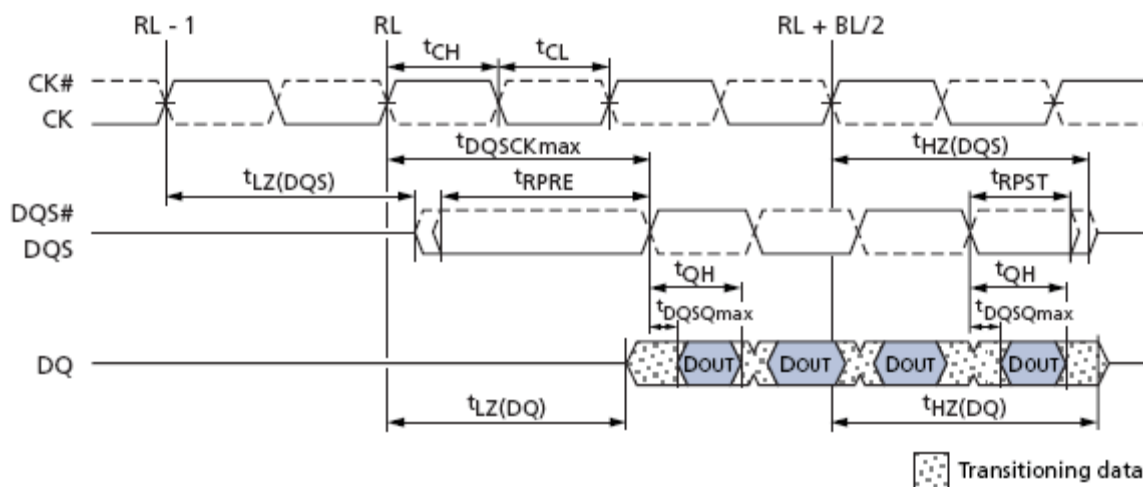 RL - 1 RL RL + BL/2
tCH tCL
CK#
CK
tDQSCKmax tHZ(DQS)
tLZ(DQS) tRPRE tRPST
DQS#
DQS
tQH tQH
tDQSQmax tDQSQmax
DQ DOUT DOUT DOUT DOUT
tLZ(DQ) tHZ(DQ)
Transitioning data